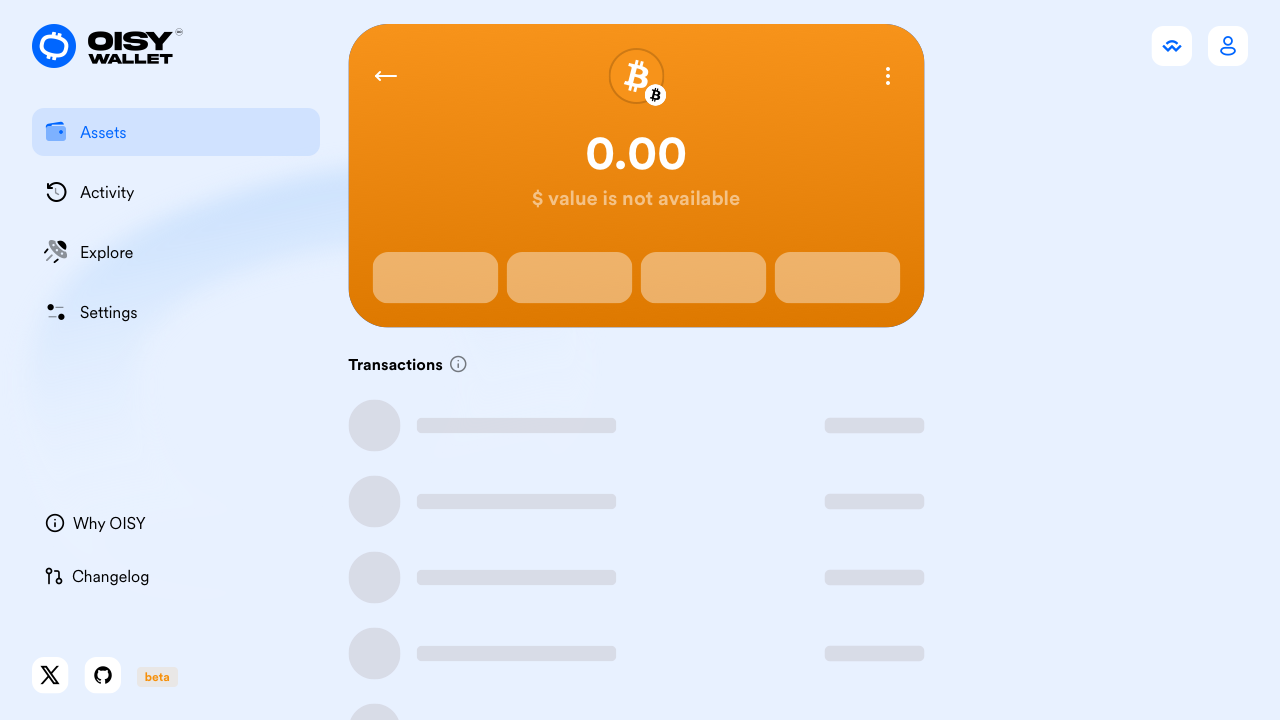 OISY
WALLET
Assets
Activity
Explore
Settings
Why OISY
Changelog
beta
0.00
$ value is not available
Transactions